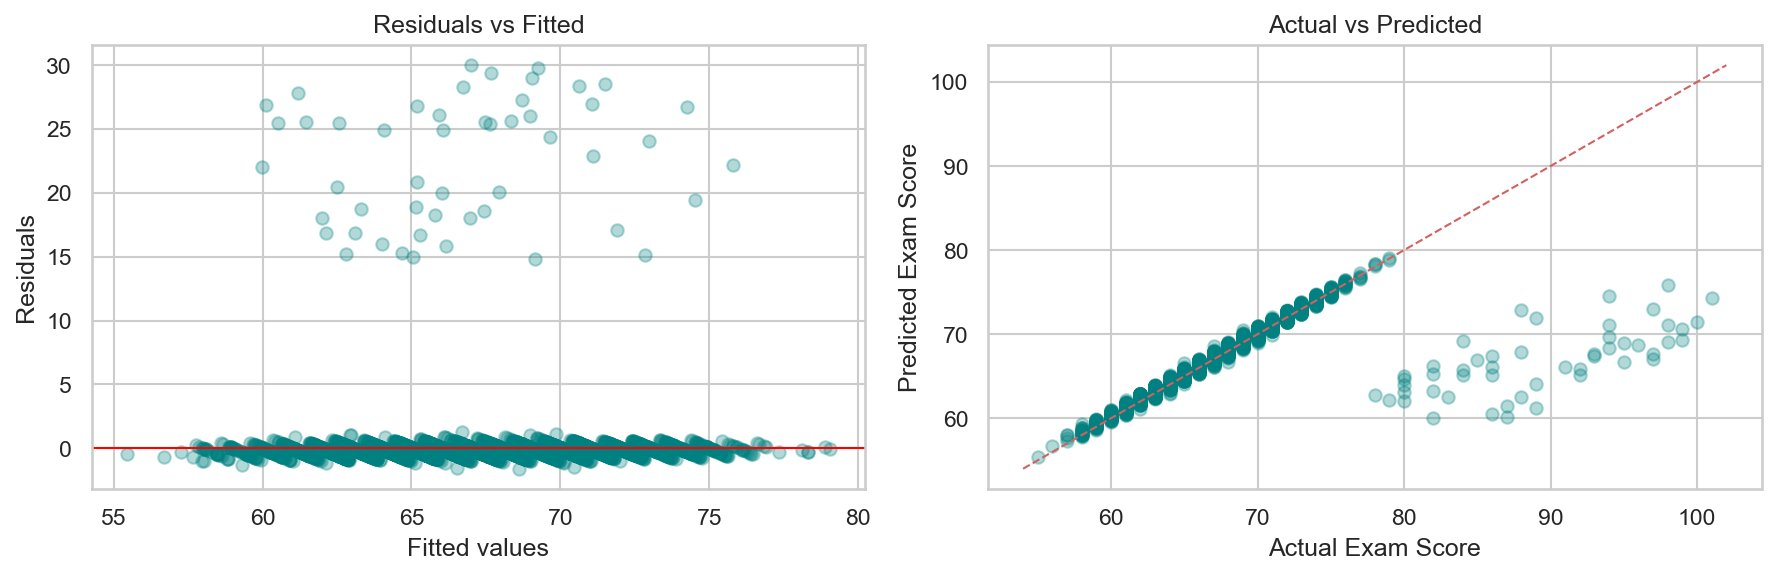 Residuals vs Fitted
30
25
20
15
10
5
0
Residuals
55 60 65 70 75 80
Fitted values
Actual vs Predicted
100
90
80
70
60
Predicted Exam Score
60 70 80 90 100
Actual Exam Score